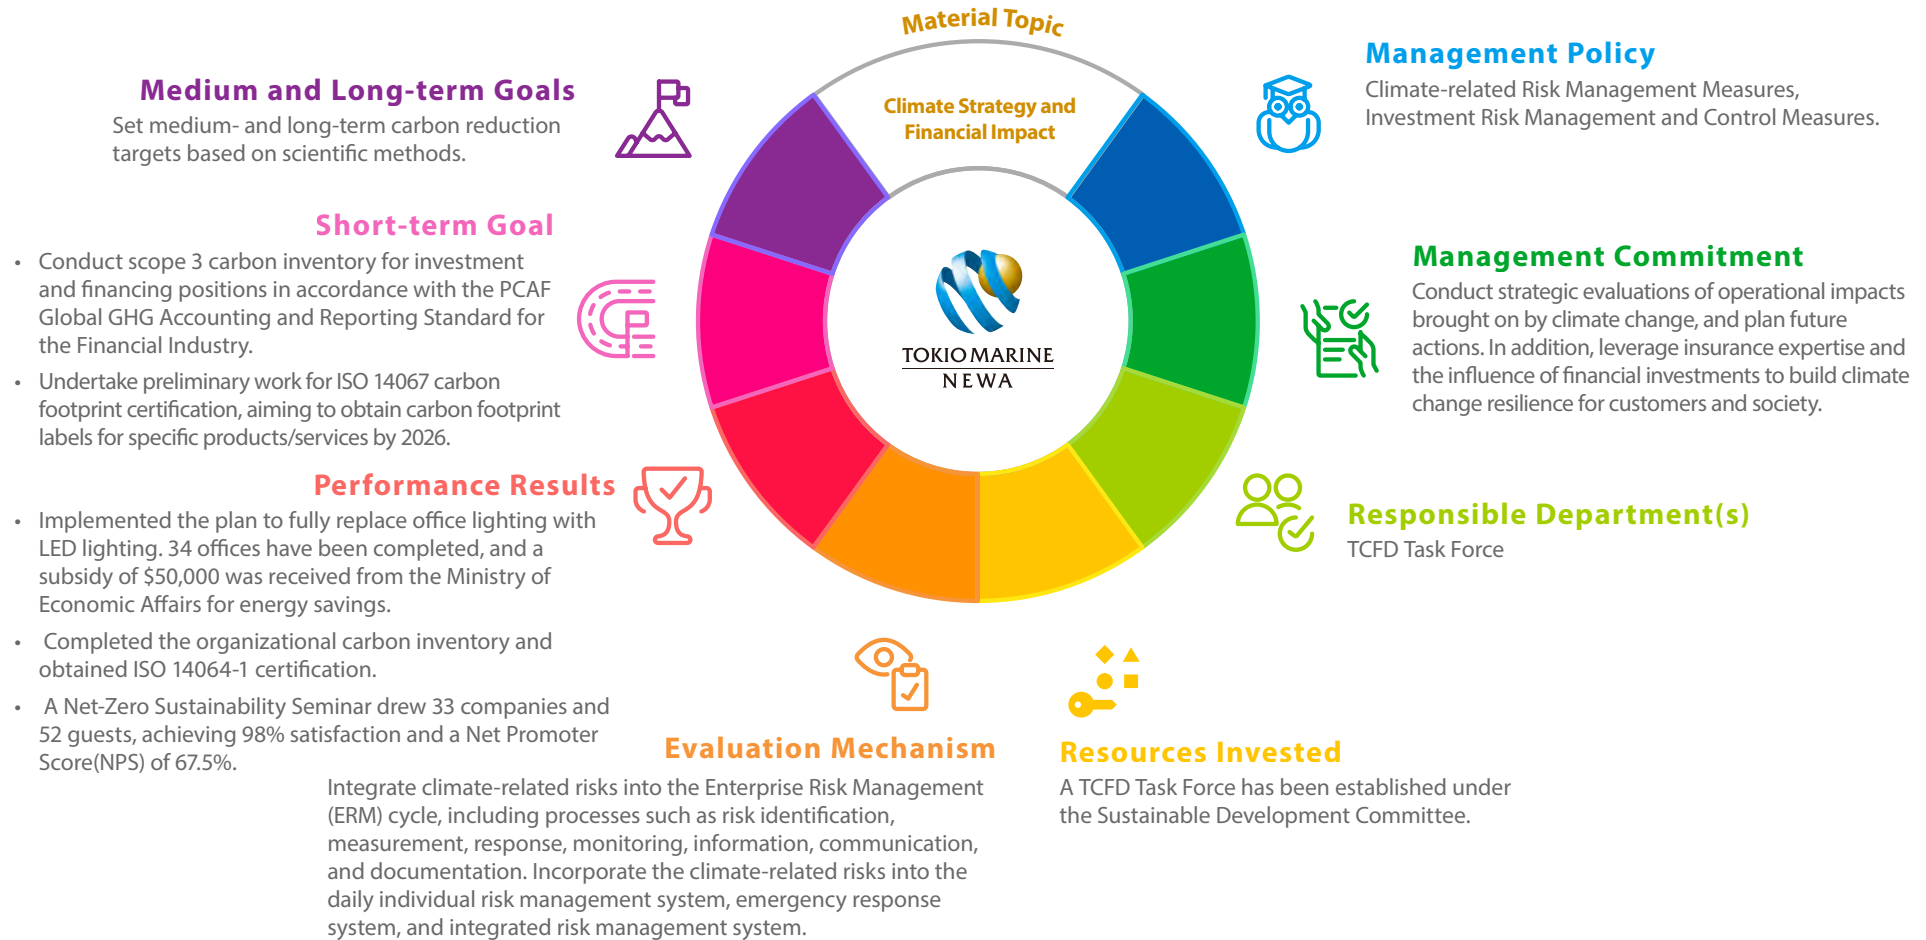 Material Topic
Climate Strategy and
Financial Impact
TOKIO MARINE
NEWA
Management Policy
Climate-related Risk Management Measures,
Investment Risk Management and Control Measures.
Management Commitment
Conduct strategic evaluations of operational impacts
brought on by climate change, and plan future
actions. In addition, leverage insurance expertise and
the influence of financial investments to build climate
change resilience for customers and society.
Responsible Department(s)
TCFD Task Force
Resources Invested
A TCFD Task Force has been established under
the Sustainable Development Committee.
Evaluation Mechanism
Integrate climate-related risks into the Enterprise Risk Management
(ERM) cycle, including processes such as risk identification,
measurement, response, monitoring, information, communication,
and documentation. Incorporate the climate-related risks into the
daily individual risk management system, emergency response
system, and integrated risk management system.
Performance Results
• Implemented the plan to fully replace office lighting with
LED lighting. 34 offices have been completed, and a
subsidy of $50,000 was received from the Ministry of
Economic Affairs for energy savings.
• Completed the organizational carbon inventory and
obtained ISO 14064-1 certification.
• A Net-Zero Sustainability Seminar drew 33 companies and
52 guests, achieving 98% satisfaction and a Net Promoter
Score(NPS) of 67.5%.
Short-term Goal
• Conduct scope 3 carbon inventory for investment
and financing positions in accordance with the PCAF
Global GHG Accounting and Reporting Standard for
the Financial Industry.
• Undertake preliminary work for ISO 14067 carbon
footprint certification, aiming to obtain carbon footprint
labels for specific products/services by 2026.
Medium and Long-term Goals
Set medium- and long-term carbon reduction
targets based on scientific methods.